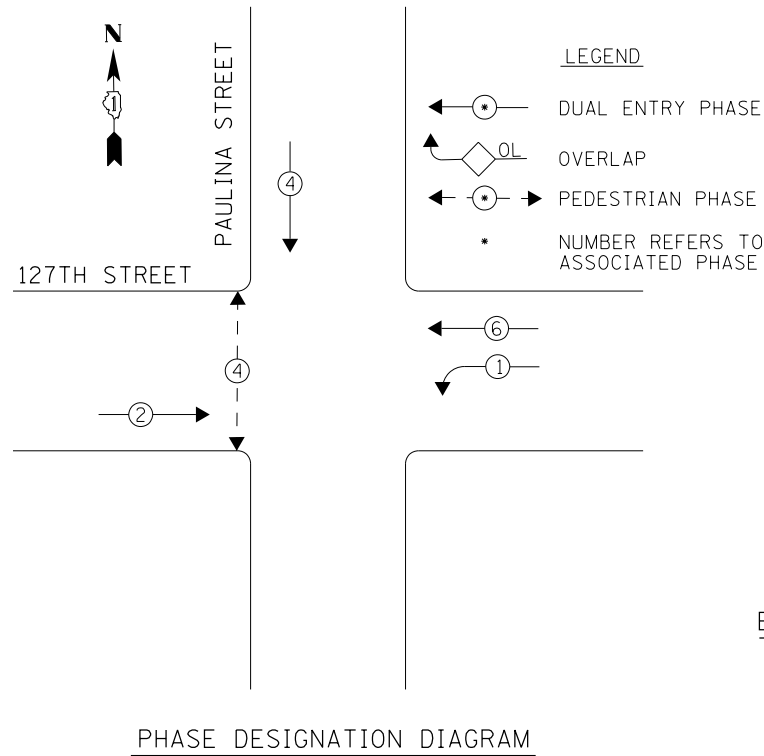 N
1
PAULINA STREET
LEGEND
* DUAL ENTRY PHASE
OL OVERLAP
* PEDESTRIAN PHASE
* NUMBER REFERS TO
ASSOCIATED PHASE
4
127TH STREET
6
4
1
2
E
PHASE DESIGNATION DIAGRAM